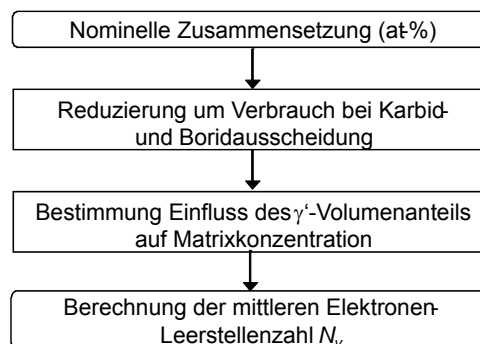 Nominelle Zusammensetzung (at-%)
Reduzierung um Verbrauch bei Karbid-
und Boridausscheidung
Bestimmung Einfluss des γ‘-Volumenanteils
auf Matrixkonzentration
Berechnung der mittleren Elektronen-
Leerstellenzahl Nv